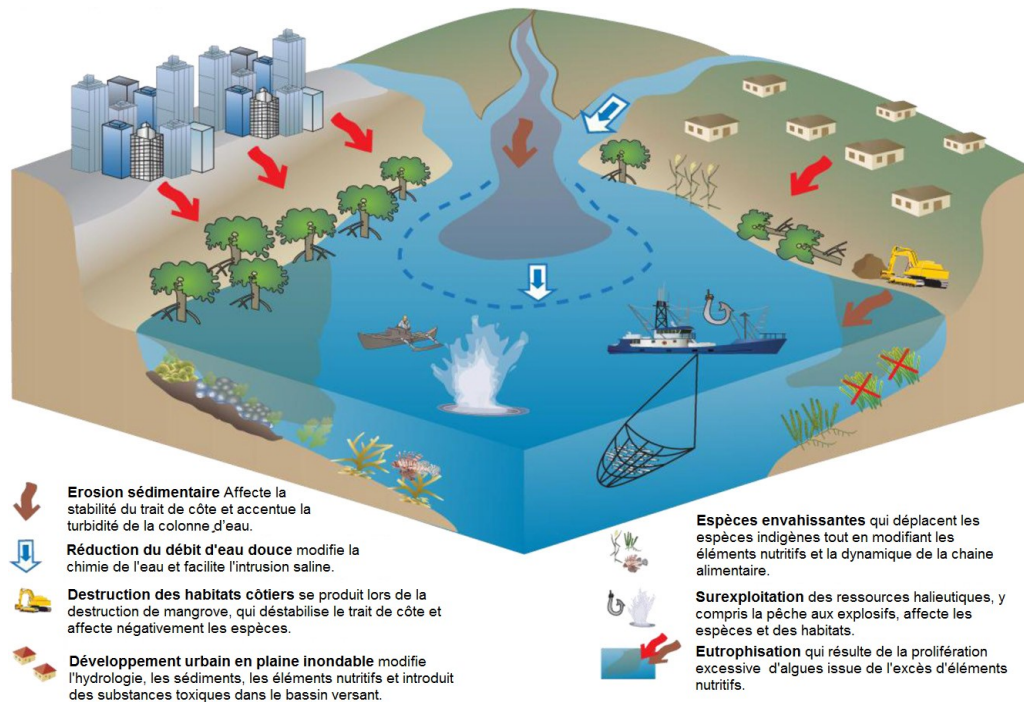 Erosion sédimentaire Affecte la
stabilité du trait de côte et accentue la
turbidité de la colonne d'eau.
Réduction du débit d'eau douce modifie la
chimie de l'eau et facilite l'intrusion saline.
Destruction des habitats côtiers se produit lors de la
destruction de mangrove, qui déstabilise le trait de côte et
affecte négativement les espèces.
Développement urbain en plaine inondable modifie
l'hydrologie, les sédiments, les éléments nutritifs et introduit
des substances toxiques dans le bassin versant.
Espèces envahissantes qui déplacent les
espèces indigènes tout en modifiant les
éléments nutritifs et la dynamique de la chaine
alimentaire.
Surexploitation des ressources halieutiques, y
compris la pêche aux explosifs, affecte les
espèces et des habitats.
Eutrophisation qui résulte de la prolifération
excessive d'algues issue de l'excès d'éléments
nutritifs.